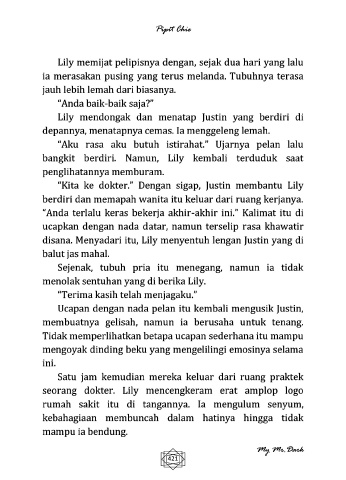 Pipit Chie
Lily memijat pelipisnya dengan, sejak dua hari yang lalu
ia merasakan pusing yang terus melanda. Tubuhnya terasa
jauh lebih lemah dari biasanya.
“Anda baik-baik saja?”
Lily mendongak dan menatap Justin yang berdiri di
depannya, menatapnya cemas. Ia menggeleng lemah.
“Aku rasa aku butuh istirahat.” Ujarnya pelan lalu
bangkit berdiri. Namun, Lily kembali terduduk saat
penglihatannya memburam.
“Kita ke dokter.” Dengan sigap, Justin membantu Lily
berdiri dan memapah wanita itu keluar dari ruang kerjanya.
“Anda terlalu keras bekerja akhir-akhir ini.” Kalimat itu di
ucapkan dengan nada datar, namun terselip rasa khawatir
disana. Menyadari itu, Lily menyentuh lengan Justin yang di
balut jas mahal.
Sejenak, tubuh pria itu menegang, namun ia tidak
menolak sentuhan yang di berika Lily.
“Terima kasih telah menjagaku.”
Ucapan dengan nada pelan itu kembali mengusik Justin,
membuatnya gelisah, namun ia berusaha untuk tenang.
Tidak memperlihatkan betapa ucapan sederhana itu mampu
mengoyak dinding beku yang mengelilingi emosinya selama
ini.
Satu jam kemudian mereka keluar dari ruang praktek
seorang dokter. Lily mencengkeram erat amplop logo
rumah sakit itu di tangannya. Ia mengulum senyum,
kebahagiaan membuncah dalam hatinya hingga tidak
mampu ia bendung.
421
My Mr. Dark